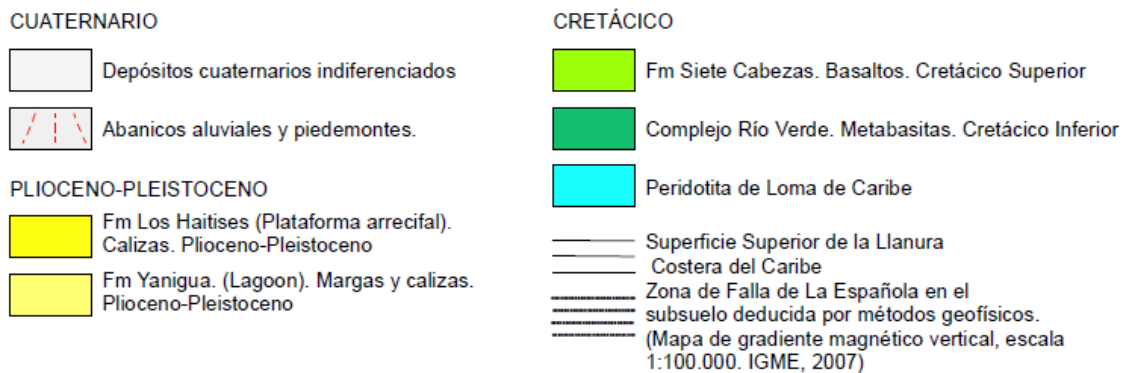 CUATERNARIO
Depósitos cuaternarios indiferenciados
Abanicos aluviales y piedemontes.
PLIOCENO-PLEISTOCENO
Fm Los Haitises (Plataforma arrecifal).
Calizas. Plioceno-Pleistoceno
Fm Yanigua. (Lagoon). Margas y calizas.
Plioceno-Pleistoceno
CRETÁCICO
Fm Siete Cabezas. Basaltos. Cretácico Superior
Complejo Río Verde. Metabasitas. Cretácico Inferior
Peridotita de Loma de Caribe
Superficie Superior de la Llanura
Costera del Caribe
Zona de Falla de La Española en el
subsuelo deducida por métodos geofísicos.
(Mapa de gradiente magnético vertical, escala
1:100.000. IGME, 2007)